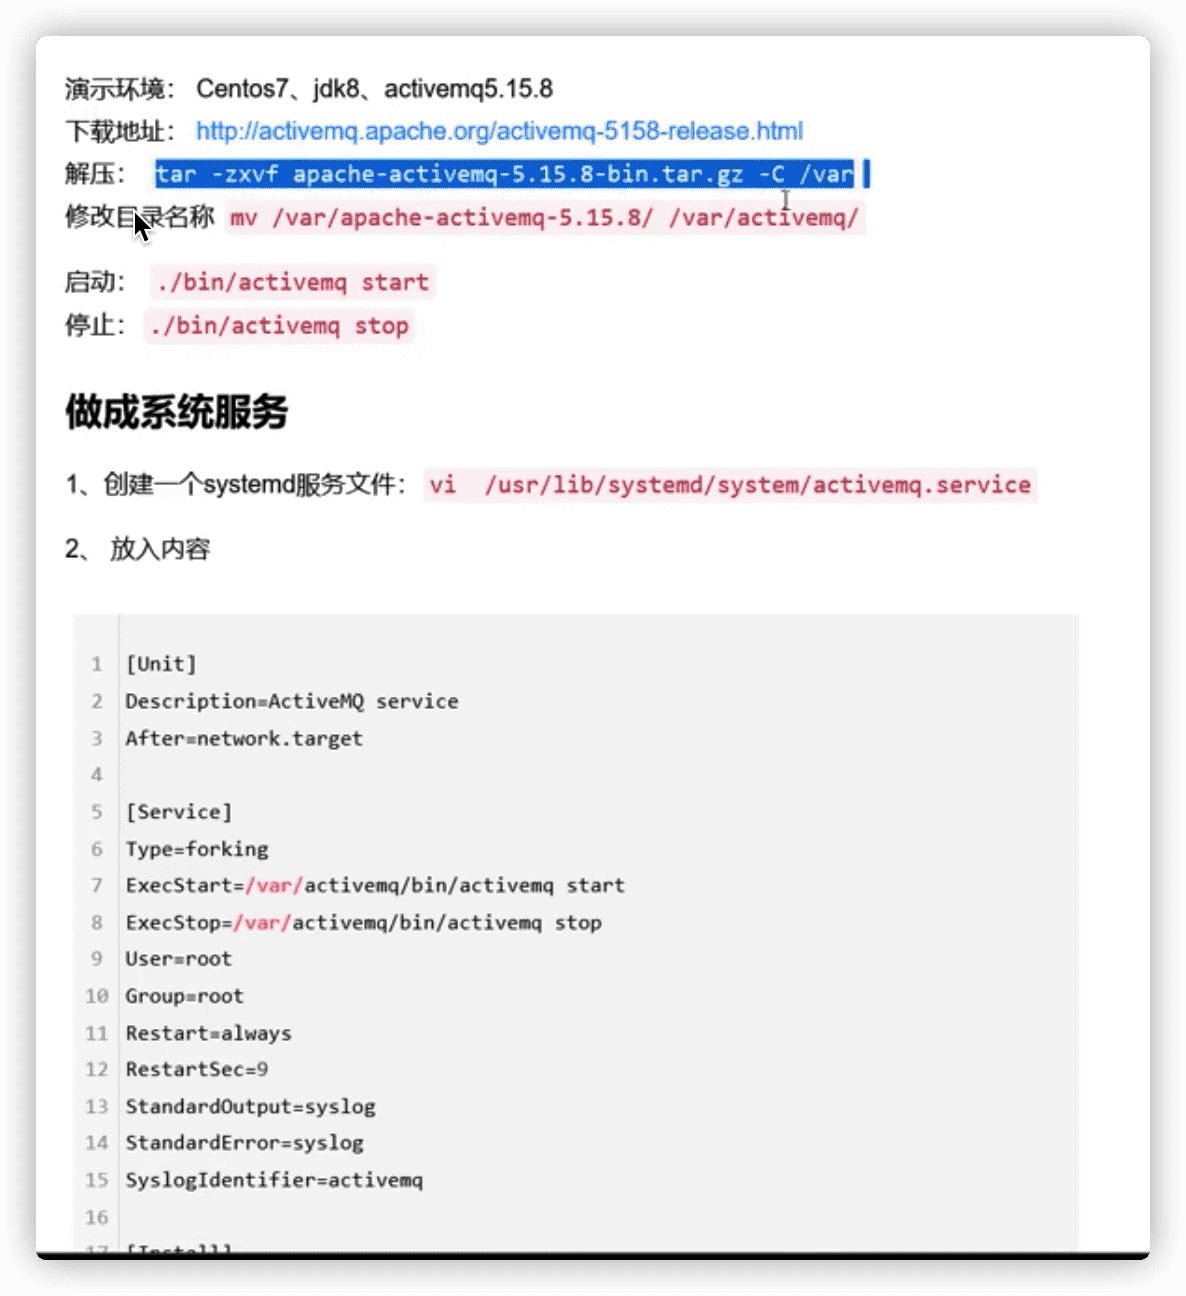 演示环境： Centos7、jdk8、activemq5.15.8
下载地址： http://activemq.apache.org/activemq-5158-release.html
解压： tar -zxvf apache-activemq-5.15.8-bin.tar.gz -C /var
修改目录名称 mv /var/apache-activemq-5.15.8/ /var/activemq/
启动： ./bin/activemq start
停止： ./bin/activemq stop
做成系统服务
1、创建一个systemd服务文件： vi  /usr/lib/systemd/system/activemq.service
2、 放入内容
1 [Unit]
2 Description=ActiveMQ service
3 After=network.target
4
5 [Service]
6 Type=forking
7 ExecStart=/var/activemq/bin/activemq start
8 ExecStop=/var/activemq/bin/activemq stop
9 User=root
10 Group=root
11 Restart=always
12 RestartSec=9
13 StandardOutput=syslog
14 StandardError=syslog
15 SyslogIdentifier=activemq
16
17 [Install]